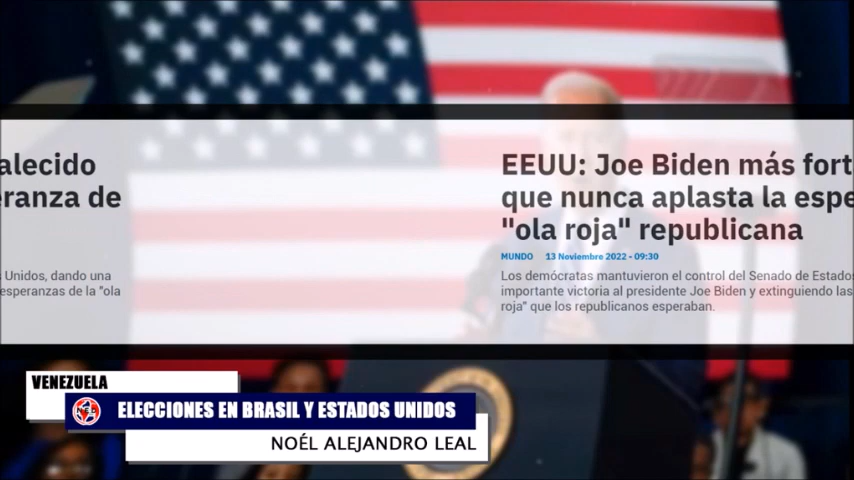 alecido
eranza de
s Unidos, dando una
esperanzas de la "ola
EEUU: Joe Biden más fort
que nunca aplasta la espe
"ola roja" republicana
MUNDO 13 Noviembre 2022 - 09:30
Los demócratas mantuvieron el control del Senado de Estados
importante victoria al presidente Joe Biden y extinguiendo las
roja" que los republicanos esperaban.
VENEZUELA
ELECCIONES EN BRASIL Y ESTADOS UNIDOS
NOÉL ALEJANDRO LEAL